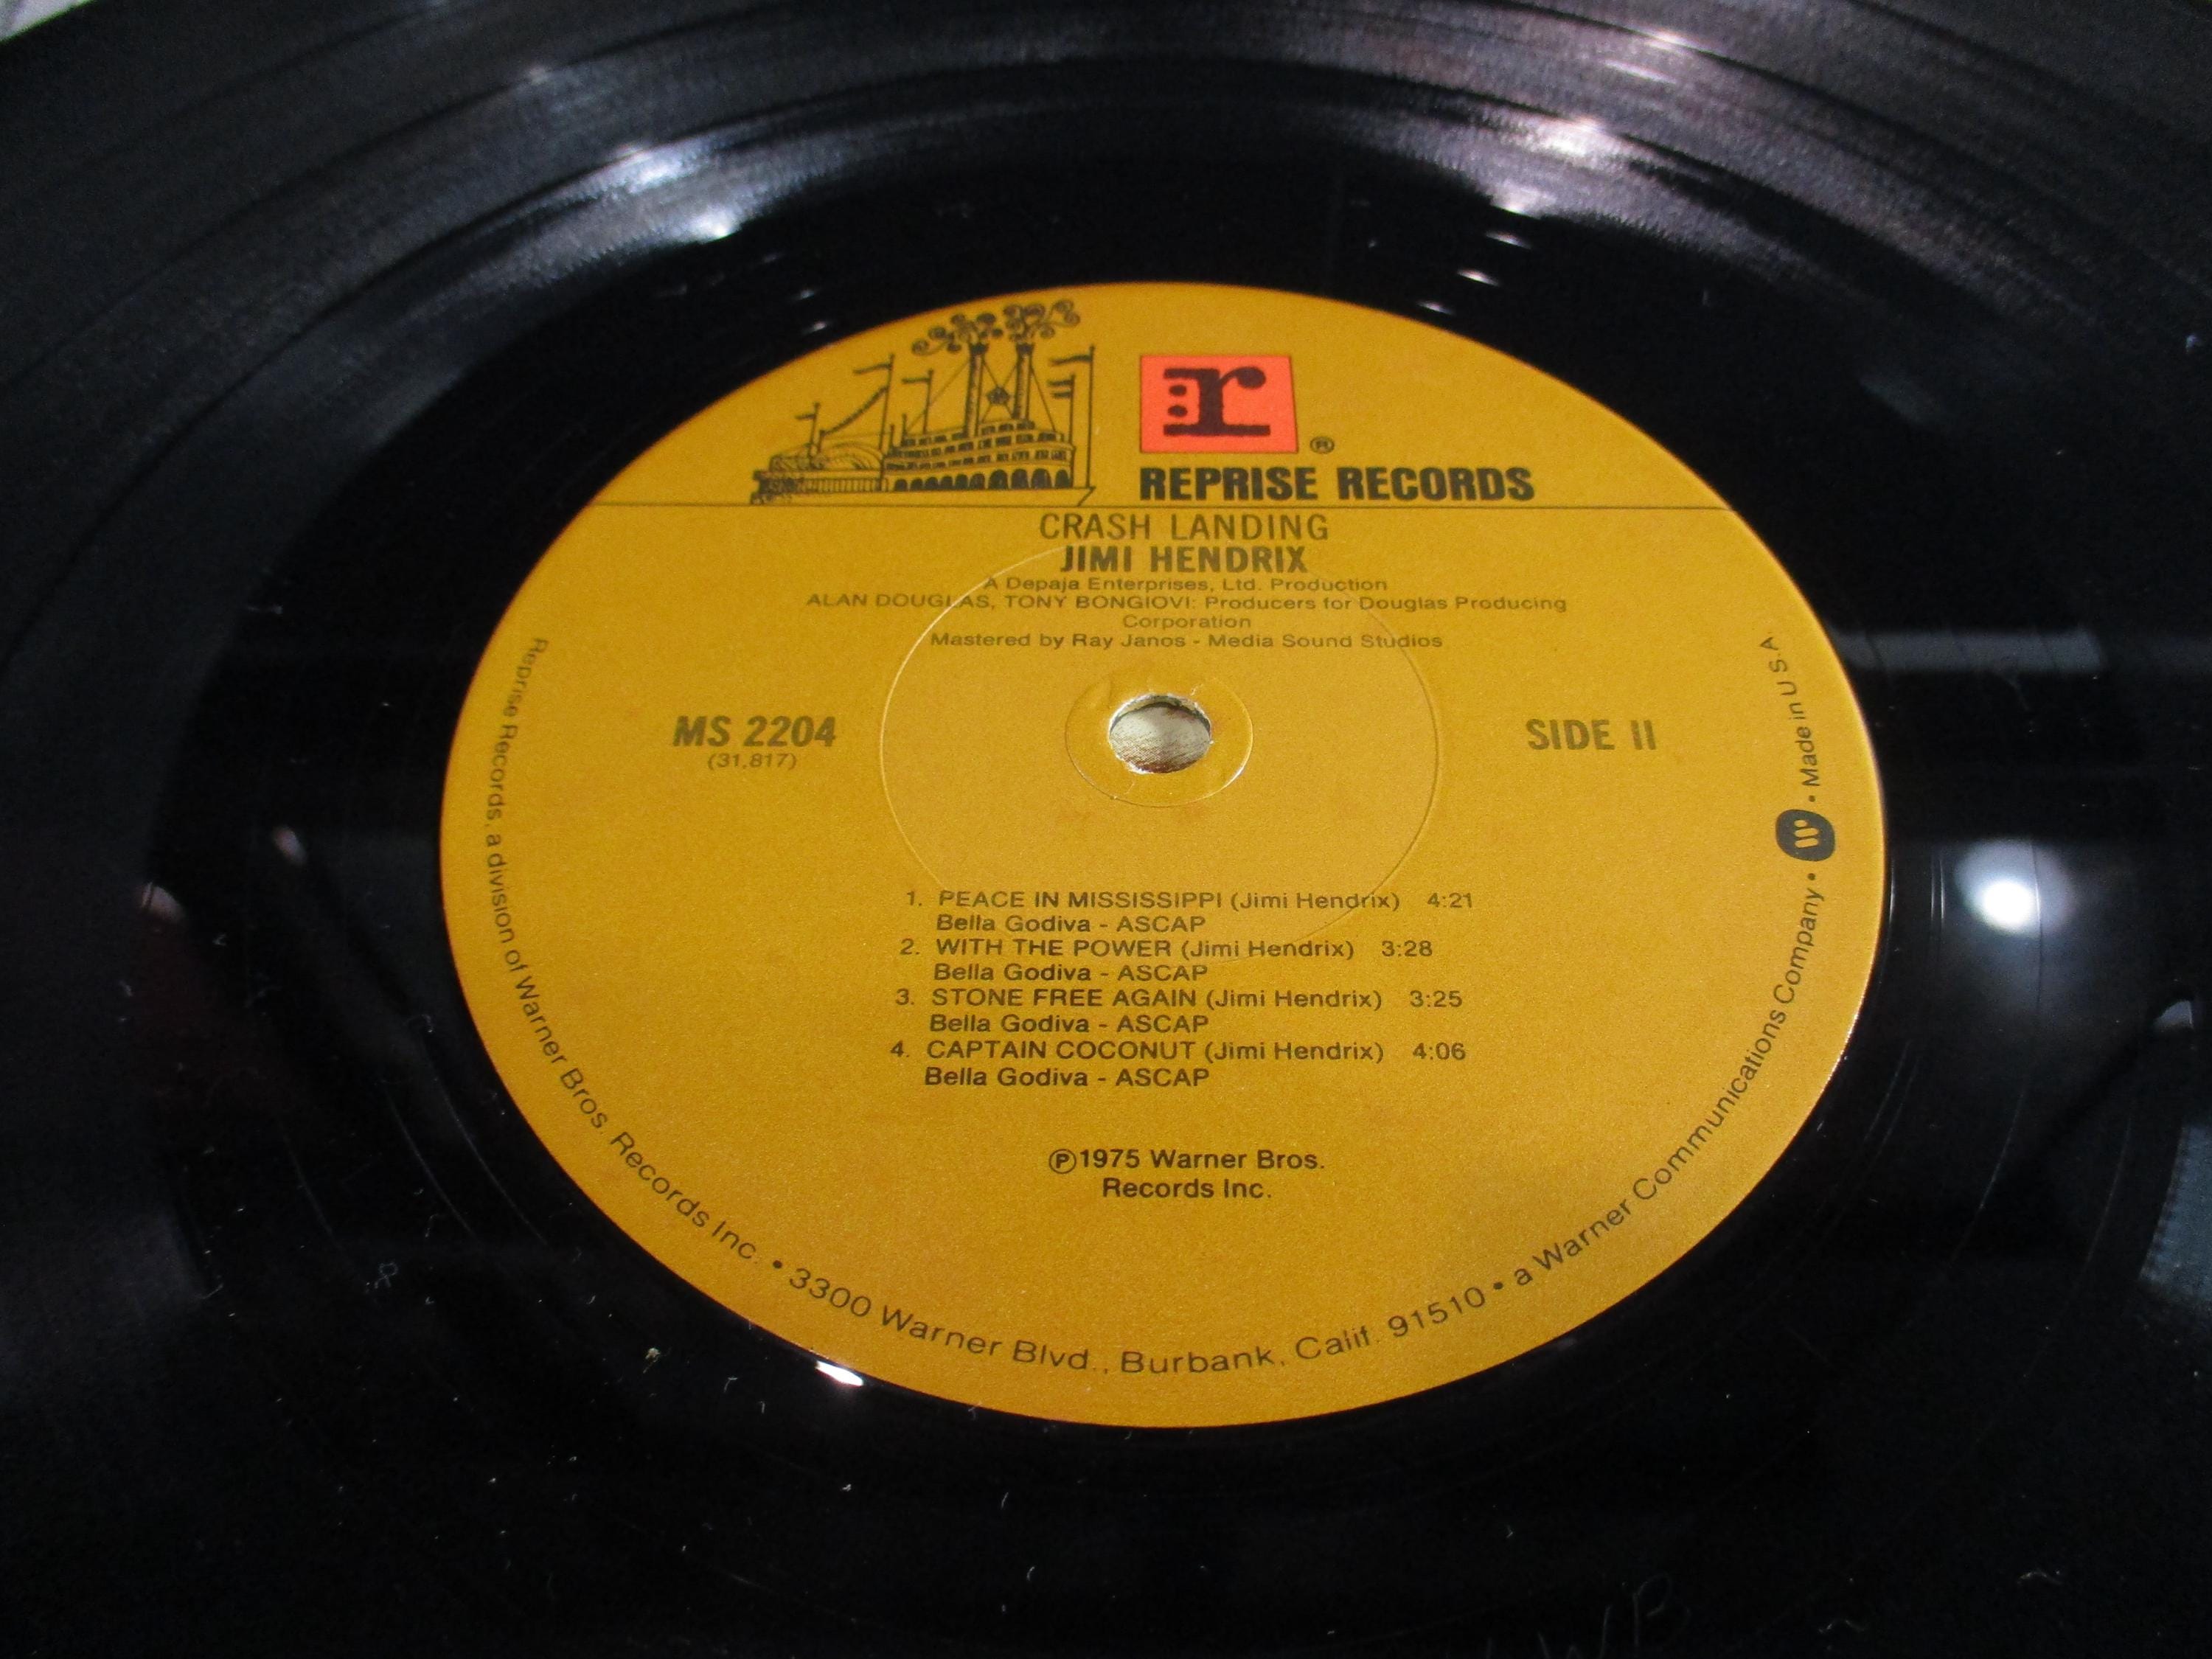 r
®
REPRISE RECORDS
CRASH LANDING
JIMI HENDRIX
A Depaja Enterprises, Ltd. Production
ALAN DOUGLAS, TONY BONGIOVI: Producers for Douglas Producing
Corporation
Mastered by Ray Janos - Media Sound Studios
MS 2204
(31,817)
SIDE II
1. PEACE IN MISSISSIPPI (Jimi Hendrix) 4:21
Bella Godiva - ASCAP
2. WITH THE POWER (Jimi Hendrix) 3:28
Bella Godiva - ASCAP
3. STONE FREE AGAIN (Jimi Hendrix) 3:25
Bella Godiva - ASCAP
4. CAPTAIN COCONUT (Jimi Hendrix) 4:06
Bella Godiva - ASCAP
℗1975 Warner Bros.
Records Inc.
Reprise Records, a division of Warner Bros. Records Inc. • 3300 Warner Blvd., Burbank, Calif. 91510 • a Warner Communications Company • W • Made in U.S.A.
WB